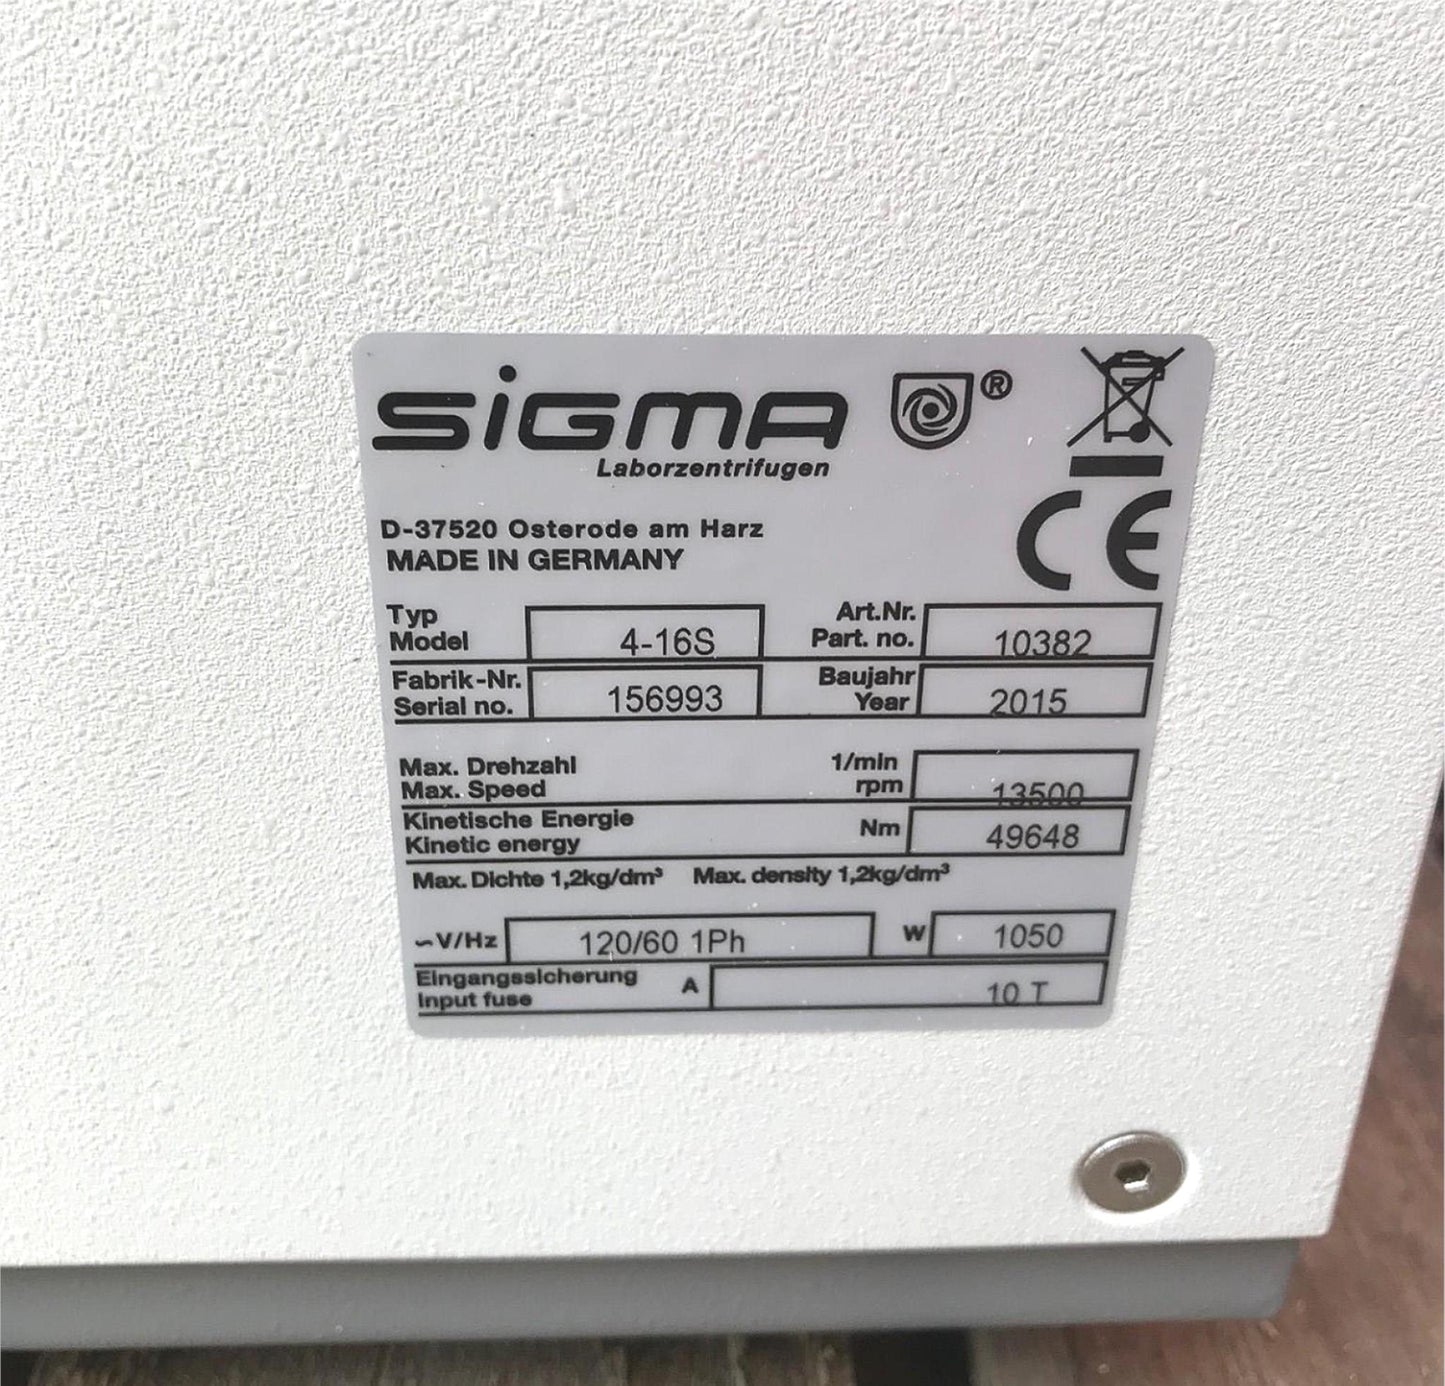 SIGMA ®
Laborzentrifugen
D-37520 Osterode am Harz
MADE IN GERMANY
CE
Typ Art.Nr.
Model 4-16S Part. no. 10382
Fabrik-Nr. Baujahr
Serial no. 156993 Year 2015
Max. Drehzahl 1/min
Max. Speed rpm 13500
Kinetische Energie
Kinetic energy Nm 49648
Max. Dichte 1,2kg/dm³ Max. density 1,2kg/dm³
~V/Hz 120/60 1Ph W 1050
Eingangssicherung
Input fuse A 10 T